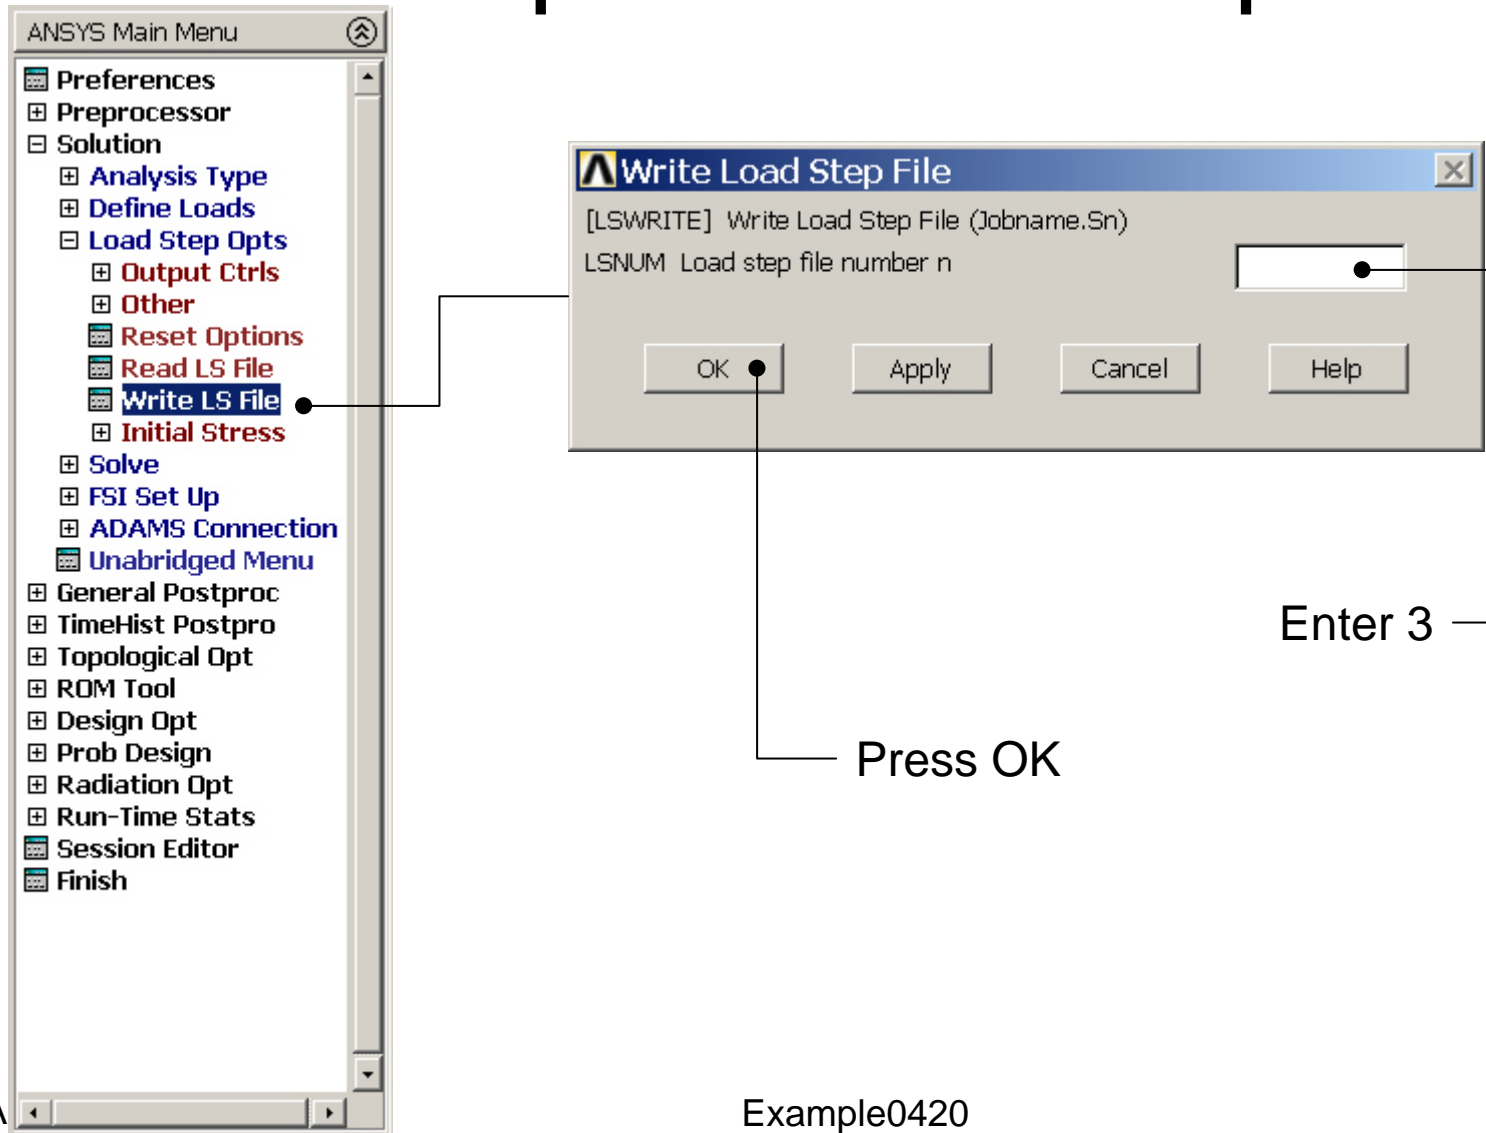 ANSYS Main Menu
Preferences
Preprocessor
Solution
Analysis Type
Define Loads
Load Step Opts
Output Ctrls
Other
Reset Options
Read LS File
Write LS File
Initial Stress
Solve
FSI Set Up
ADAMS Connection
Unabridged Menu
General Postproc
TimeHist Postpro
Topological Opt
ROM Tool
Design Opt
Prob Design
Radiation Opt
Run-Time Stats
Session Editor
Finish
Write Load Step File
[LSWRITE] Write Load Step File (Jobname.Sn)
LSNUM Load step file number n
OK Apply Cancel Help
Enter 3
Press OK
Example0420